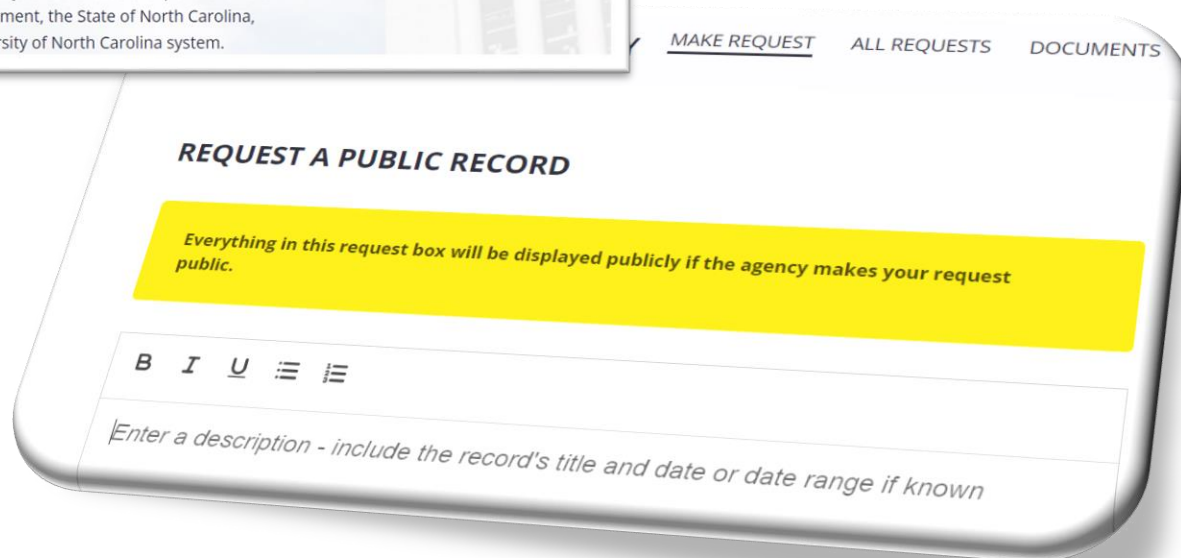 ment, the State of North Carolina,
rsity of North Carolina system.
MAKE REQUEST ALL REQUESTS DOCUMENTS
REQUEST A PUBLIC RECORD
Everything in this request box will be displayed publicly if the agency makes your request
public.
B I U
Enter a description - include the record's title and date or date range if known